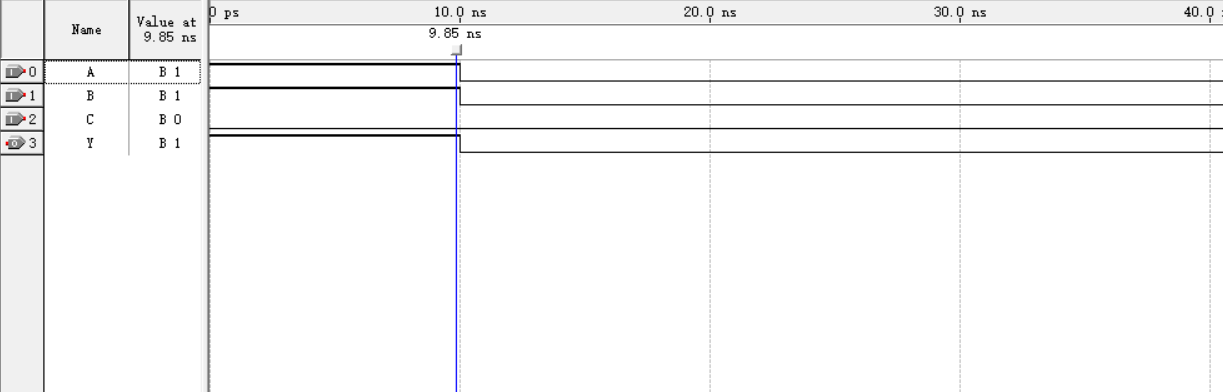 0 ps 10.0 ns 20.0 ns 30.0 ns 40.0
Name Value at 9.85 ns
9.85 ns
0 A B 1
1 B B 1
2 C B 0
3 Y B 1